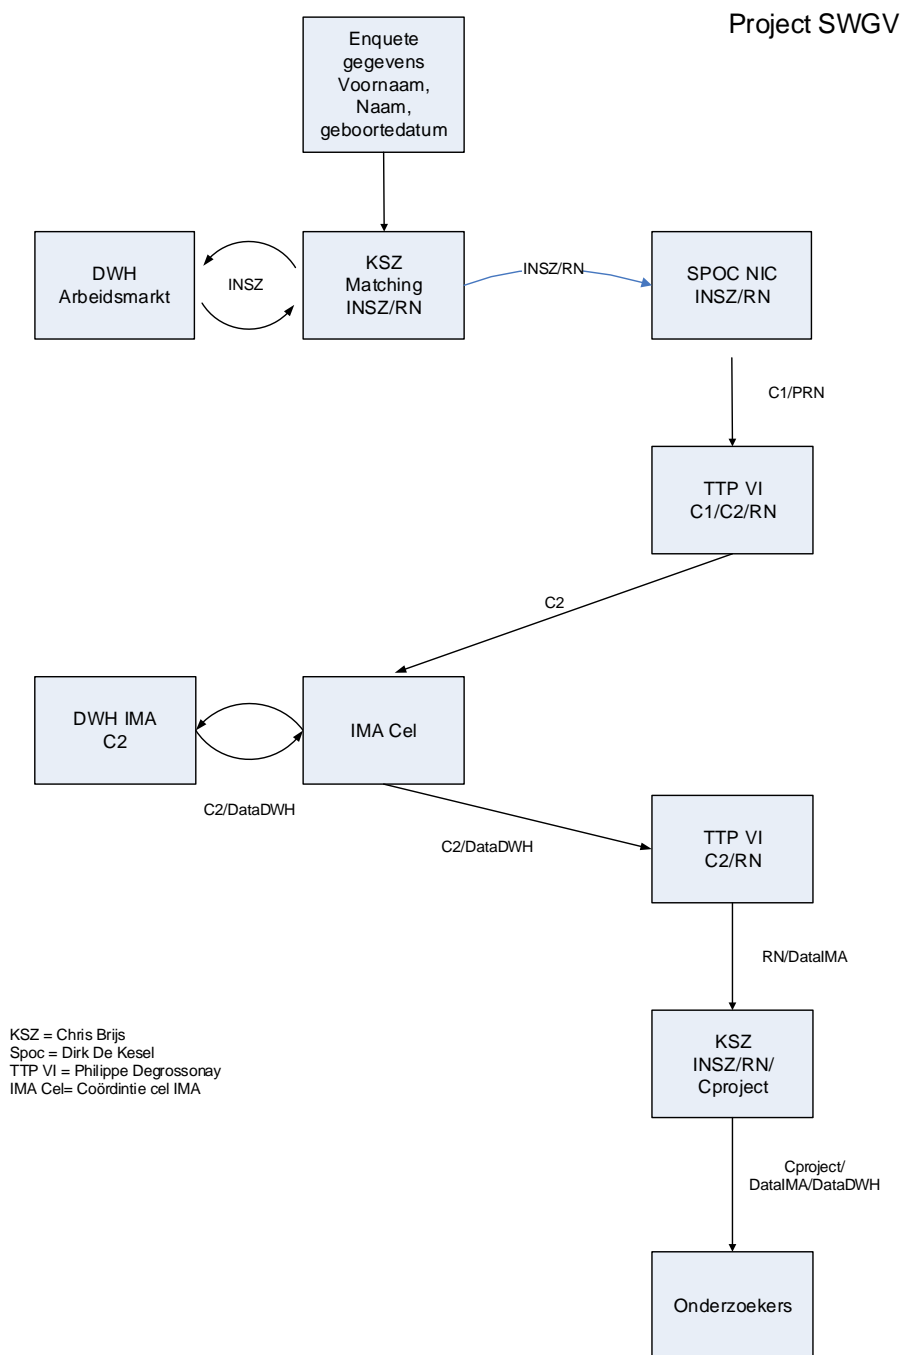 Project SWGV
Enquete
gegevens
Voornaam,
Naam,
geboortedatum
DWH
Arbeidsmarkt
INSZ
KSZ
Matching
INSZ/RN
INSZ/RN
SPOC NIC
INSZ/RN
C1/PRN
TTP VI
C1/C2/RN
C2
DWH IMA
C2
IMA Cel
C2/DataDWH
C2/DataDWH
TTP VI
C2/RN
RN/DataIMA
KSZ = Chris Brijs
Spoc = Dirk De Kesel
TTP VI = Philippe Degrossonay
IMA Cel= Coördintie cel IMA
KSZ
INSZ/RN/
Cproject
Cproject/
DataIMA/DataDWH
Onderzoekers